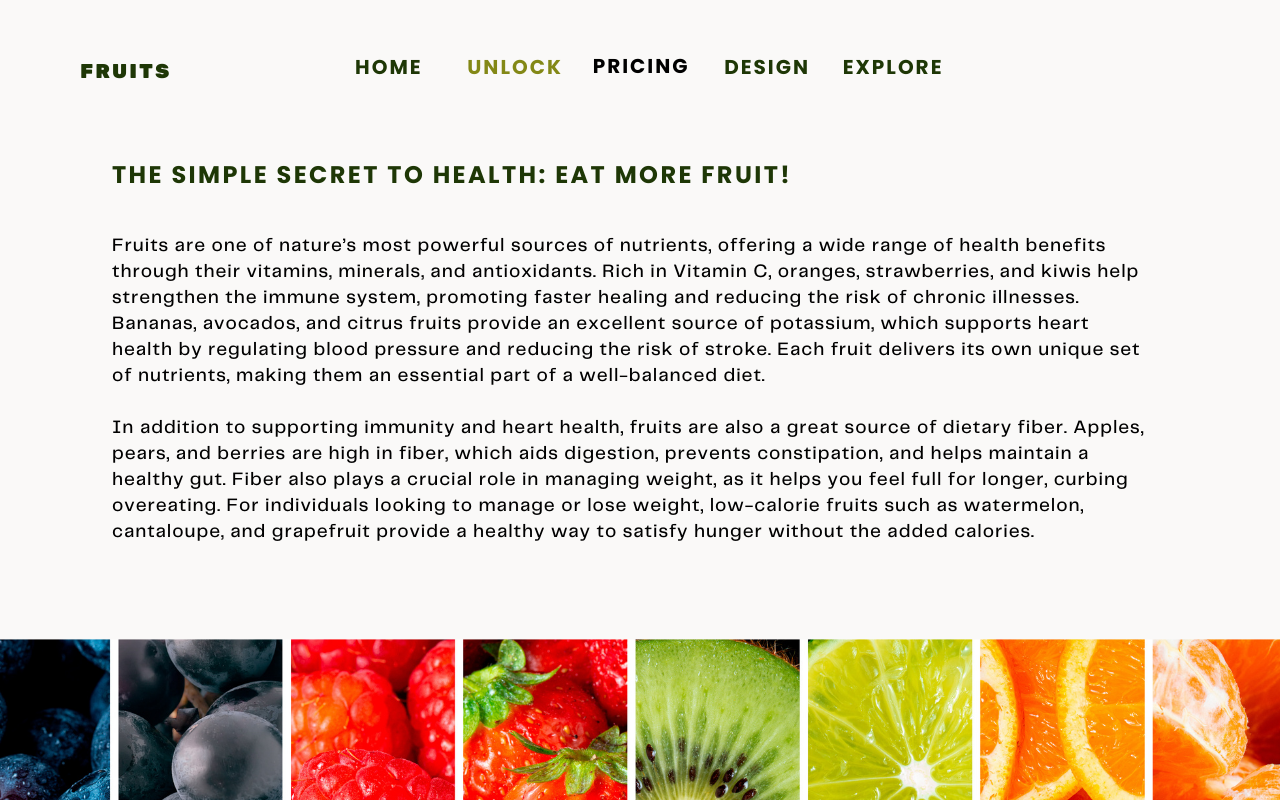 FRUITS
HOME UNLOCK PRICING DESIGN EXPLORE
THE SIMPLE SECRET TO HEALTH: EAT MORE FRUIT!
Fruits are one of nature’s most powerful sources of nutrients, offering a wide range of health benefits
through their vitamins, minerals, and antioxidants. Rich in Vitamin C, oranges, strawberries, and kiwis help
strengthen the immune system, promoting faster healing and reducing the risk of chronic illnesses.
Bananas, avocados, and citrus fruits provide an excellent source of potassium, which supports heart
health by regulating blood pressure and reducing the risk of stroke. Each fruit delivers its own unique set
of nutrients, making them an essential part of a well-balanced diet.
In addition to supporting immunity and heart health, fruits are also a great source of dietary fiber. Apples,
pears, and berries are high in fiber, which aids digestion, prevents constipation, and helps maintain a
healthy gut. Fiber also plays a crucial role in managing weight, as it helps you feel full for longer, curbing
overeating. For individuals looking to manage or lose weight, low-calorie fruits such as watermelon,
cantaloupe, and grapefruit provide a healthy way to satisfy hunger without the added calories.